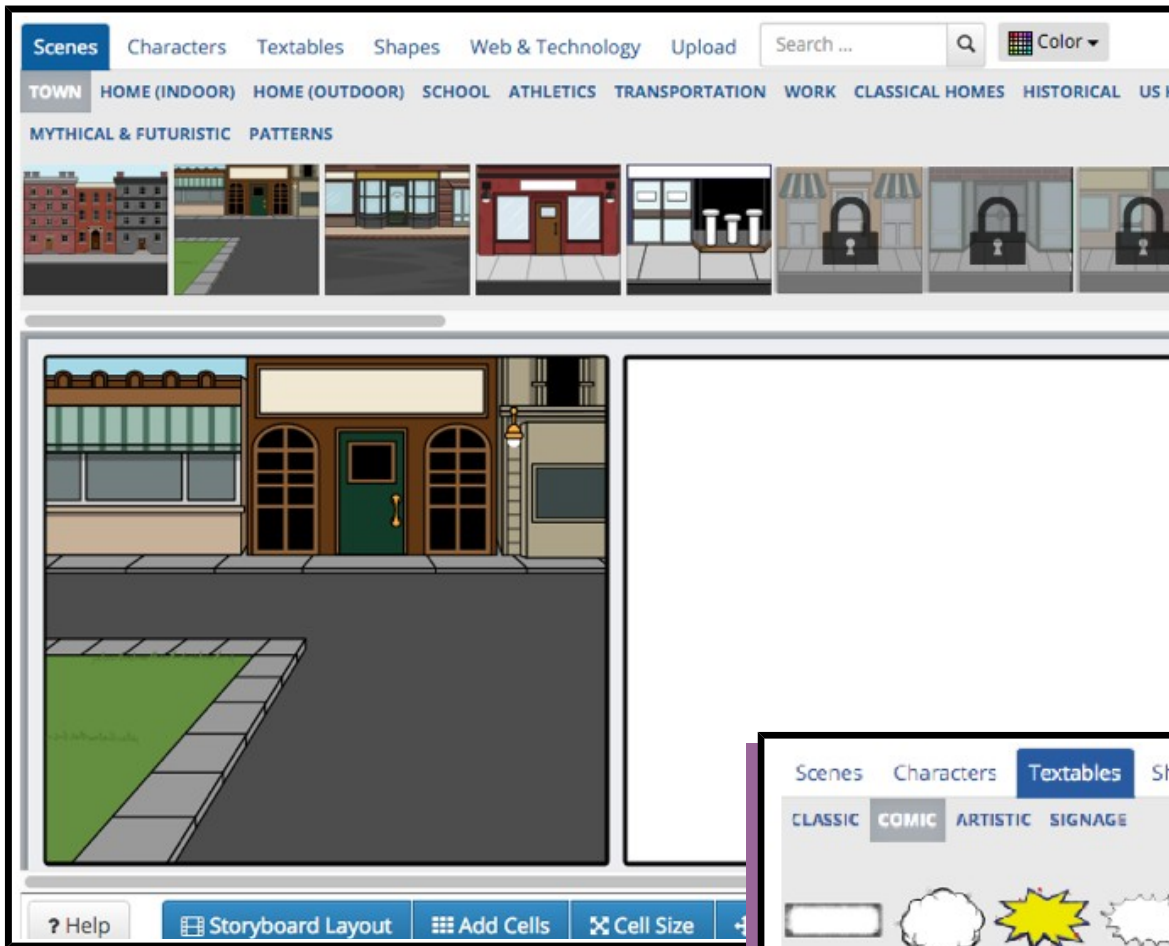 Scenes Characters Textables Shapes Web & Technology Upload Search ... Color
TOWN HOME (INDOOR) HOME (OUTDOOR) SCHOOL ATHLETICS TRANSPORTATION WORK CLASSICAL HOMES HISTORICAL US
MYTHICAL & FUTURISTIC PATTERNS
Scenes Characters Textables
CLASSIC COMIC ARTISTIC SIGNAGE
? Help Storyboard Layout Add Cells Cell Size